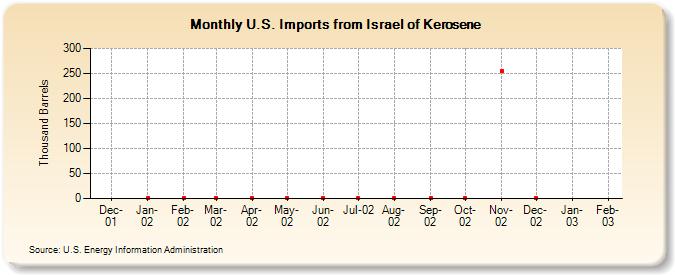 Monthly U.S. Imports from Israel of Kerosene
Thousand Barrels
300
250
200
150
100
50
0
Dec-01
Jan-02
Feb-02
Mar-02
Apr-02
May-02
Jun-02
Jul-02
Aug-02
Sep-02
Oct-02
Nov-02
Dec-02
Jan-03
Feb-03
Source: U.S. Energy Information Administration